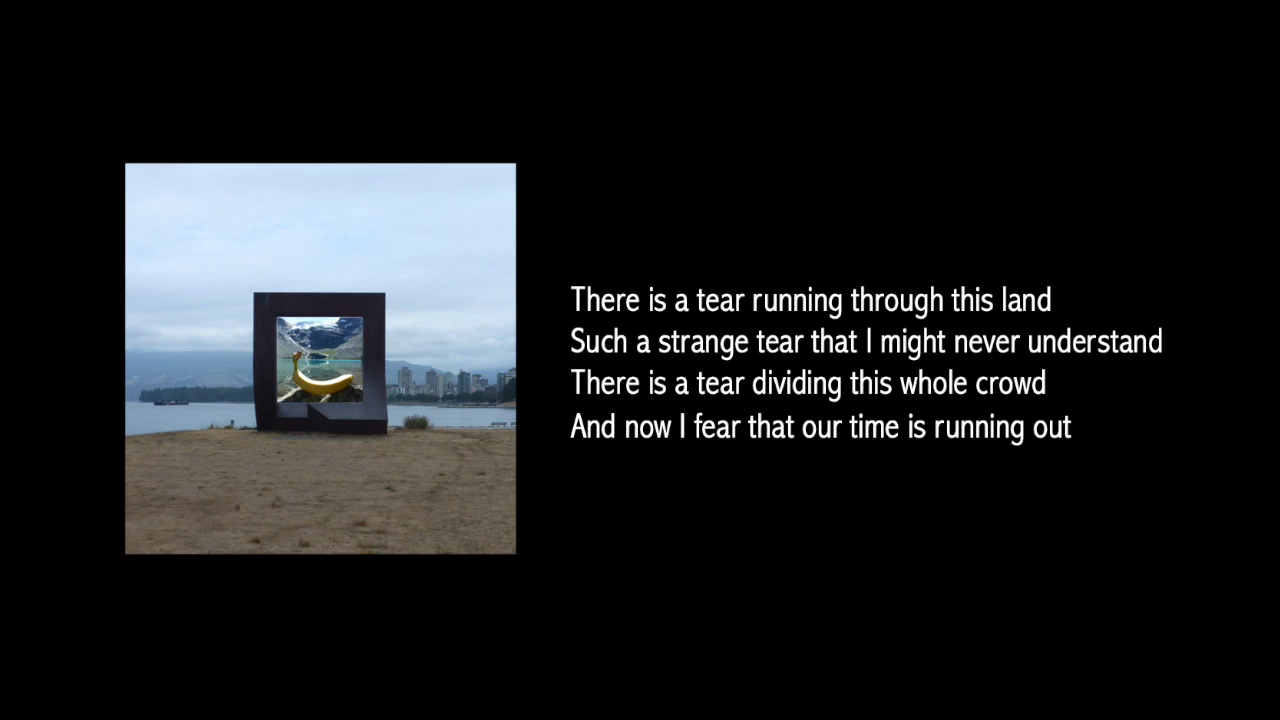 There is a tear running through this land
Such a strange tear that I might never understand
There is a tear dividing this whole crowd
And now I fear that our time is running out